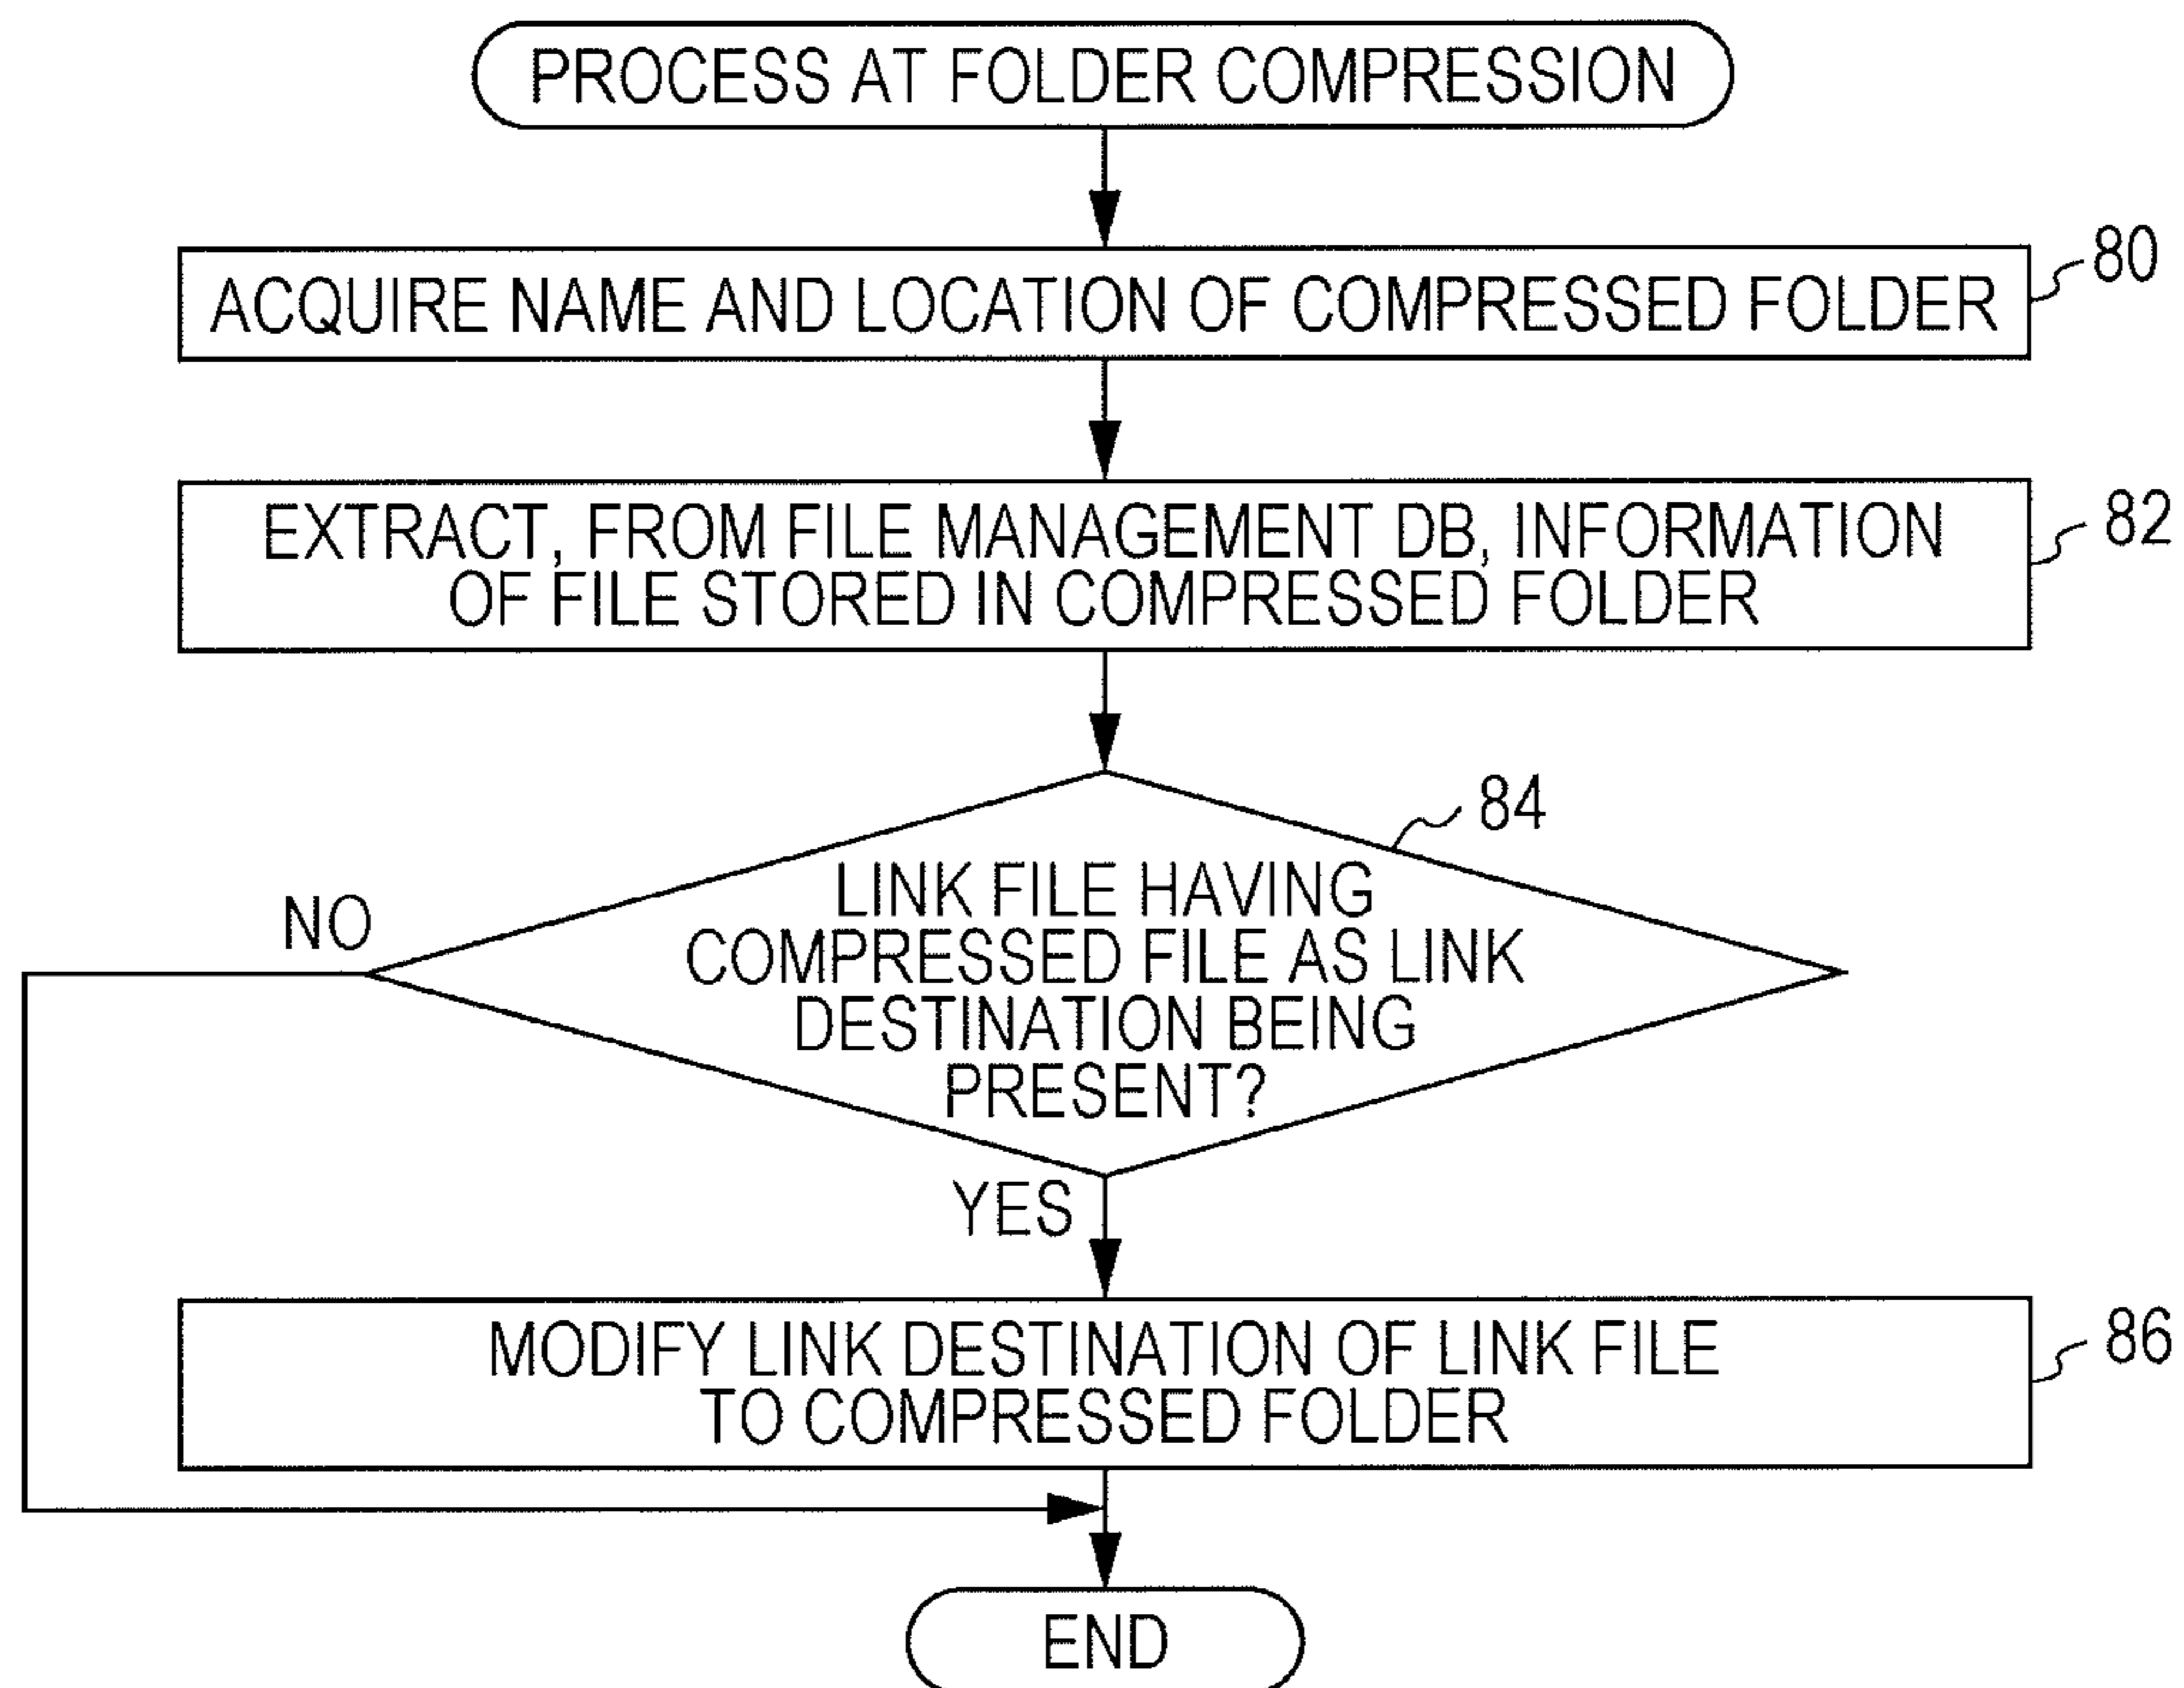 PROCESS AT FOLDER COMPRESSION
80
ACQUIRE NAME AND LOCATION OF COMPRESSED FOLDER
82
EXTRACT, FROM FILE MANAGEMENT DB, INFORMATION
OF FILE STORED IN COMPRESSED FOLDER
84
LINK FILE HAVING
COMPRESSED FILE AS LINK
DESTINATION BEING
PRESENT?
NO
YES
86
MODIFY LINK DESTINATION OF LINK FILE
TO COMPRESSED FOLDER
END